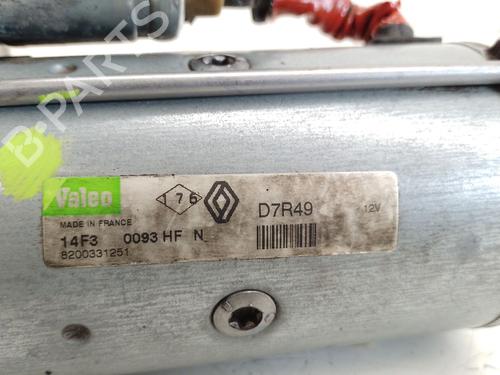 Valeo
176
D7R49
12V
MADE IN FRANCE
14F3 0093 HF N
8200331251
B-PARTS